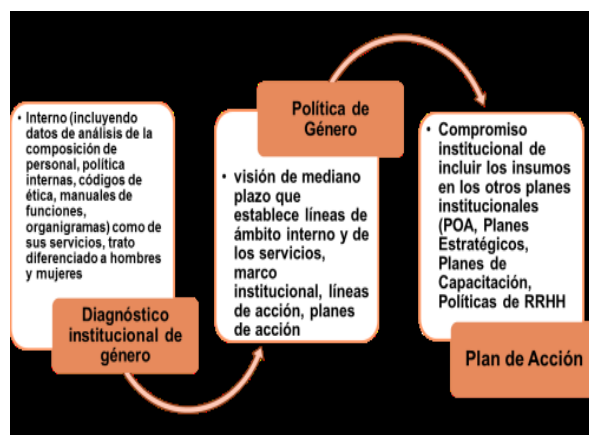 • Interno (incluyendo
datos de análisis de la
composición de
personal, política
internas, códigos de
ética, manuales de
funciones,
organigramas) como de
sus servicios, trato
diferenciado a hombres
y mujeres
Diagnóstico
institucional de
género
Política de
Género
• visión de mediano
plazo que
establece líneas de
ámbito interno y de
los servicios,
marco
institucional, líneas
de acción, planes
de acción
• Compromiso
institucional de
incluir los insumos
en los otros planes
institucionales
(POA, Planes
Estratégicos,
Planes de
Capacitación,
Políticas de RRHH
Plan de Acción